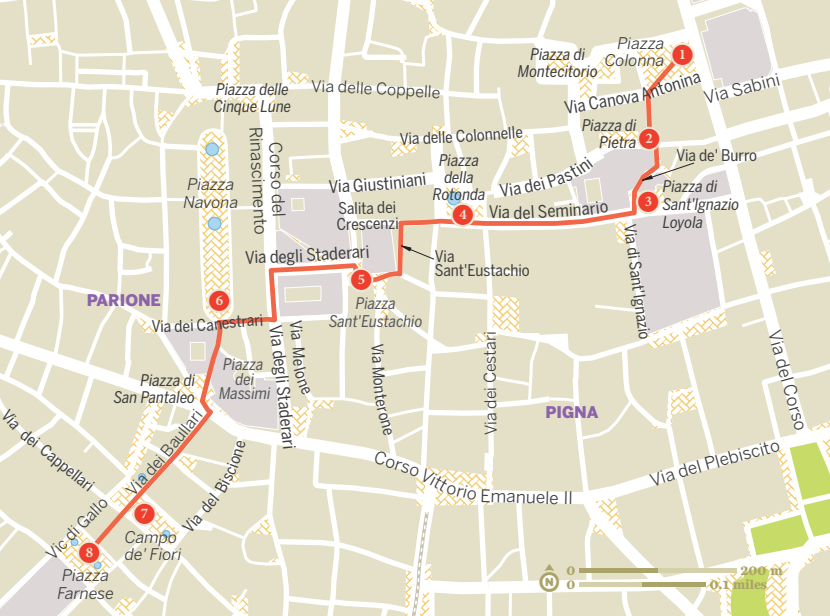 Piazza
Colonna
1
Piazza di
Montecitorio
Via Sabini
Via Canova Antonina
Piazza delle
Cinque Lune
Via delle Coppelle
Via delle Colonnelle
Piazza di
Pietra
2
Via de' Burro
Piazza
Navona
Corso del
Rinascimento
Via Giustiniani
Piazza
della
Rotonda
Via dei Pastini
3
Piazza di
Sant'Ignazio
Loyola
Salita dei
Crescenzi
4
Via del Seminario
Via di Sant'Ignazio
Via degli Staderari
Via
Sant'Eustachio
5
Piazza
Sant'Eustachio
PARIONE
6
Via dei Canestrari
Via Melone
Via degli Staderari
Via Monterone
Via dei Cestari
Via del Corso
Piazza
dei
Massimi
Piazza di
San Pantaleo
PIGNA
Via dei Cappellari
Via dei Baullari
Via del Biscione
Corso Vittorio Emanuele II
Via del Plebiscito
Vic di Gallo
7
Campo
de' Fiori
8
Piazza
Farnese
N
0 200 m
0 0.1 miles